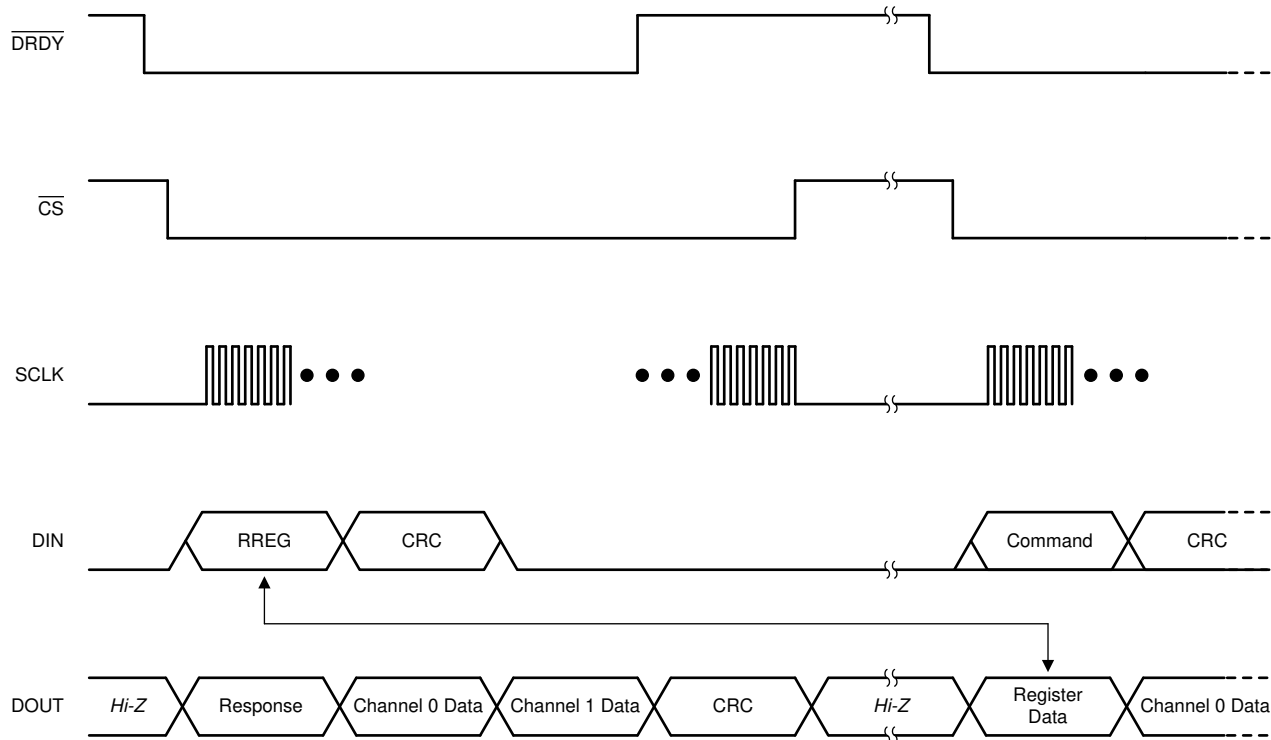 DRDY
CS
SCLK
DIN
RREG
CRC
Command
CRC
DOUT
Hi-Z
Response
Channel 0 Data
Channel 1 Data
CRC
Hi-Z
Register
Data
Channel 0 Data